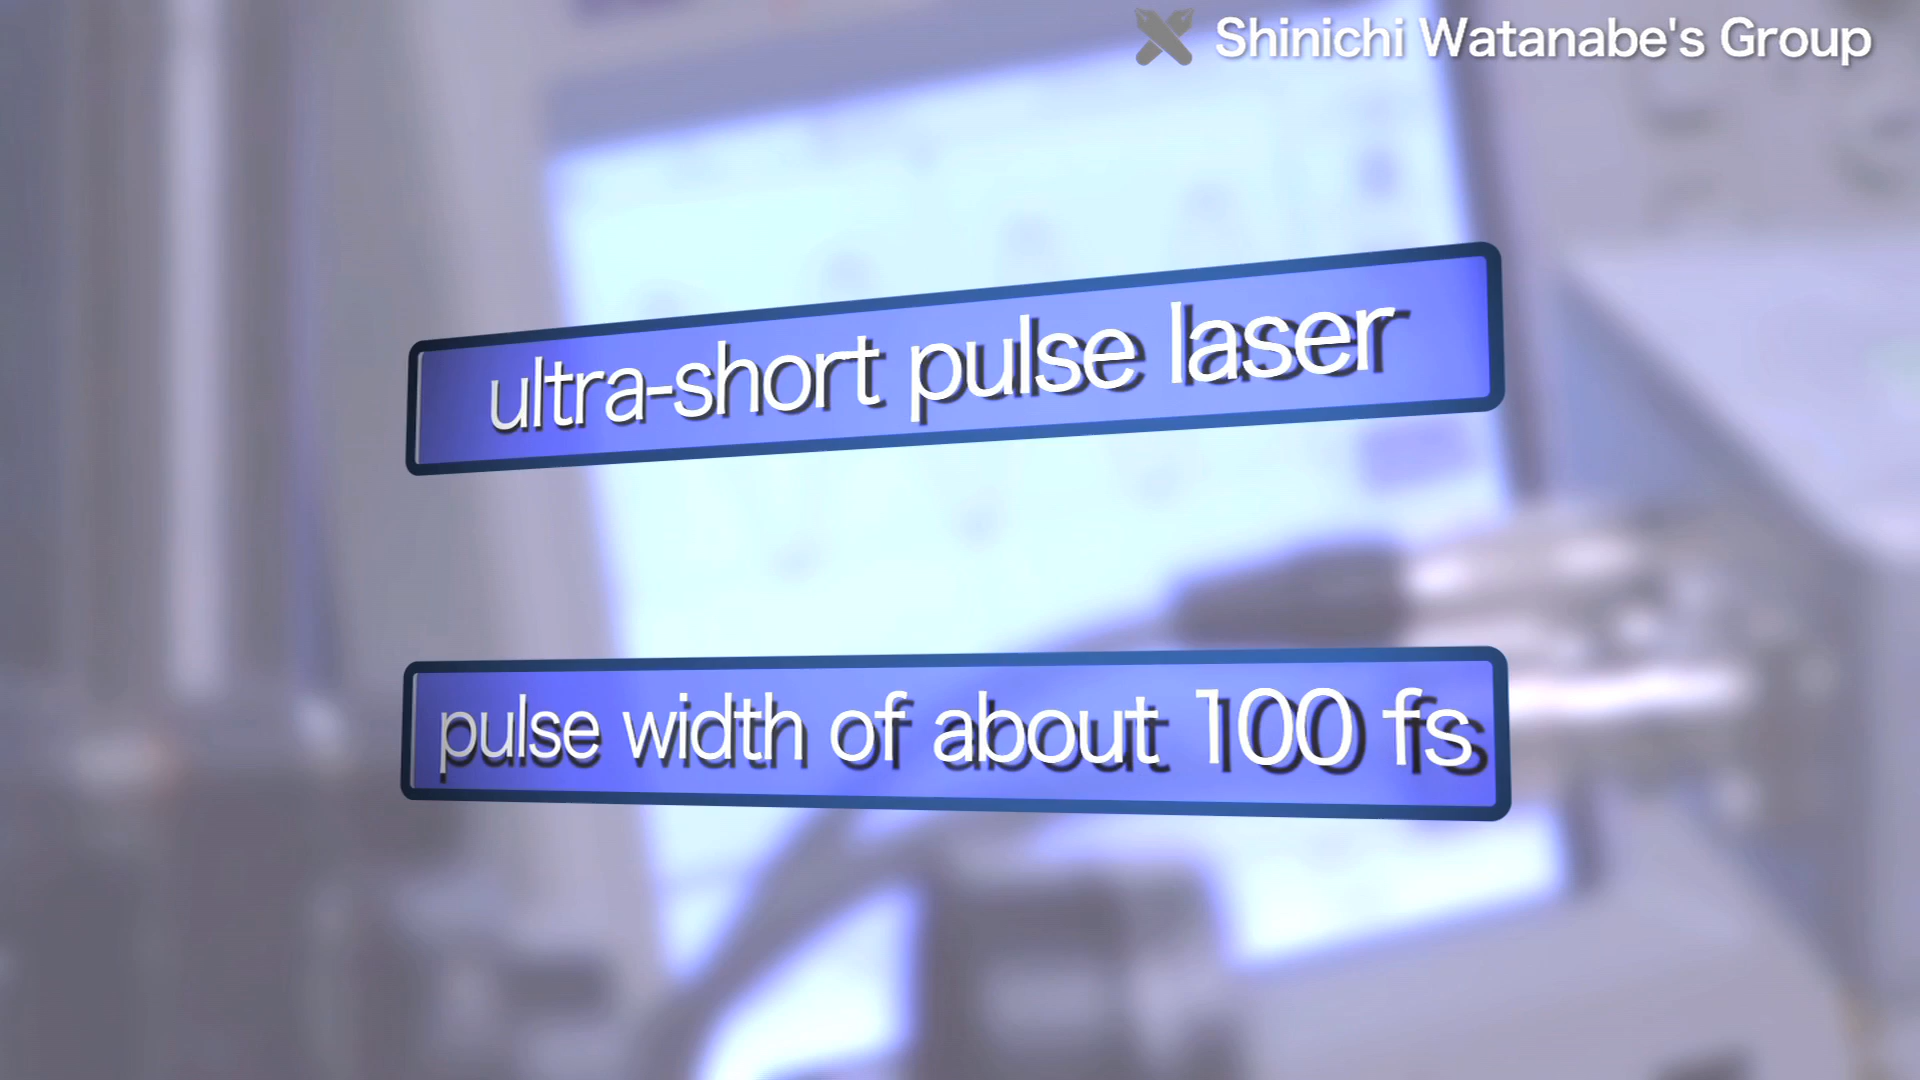 Shinichi Watanabe's Group
ultra-short pulse laser
pulse width of about 100 fs